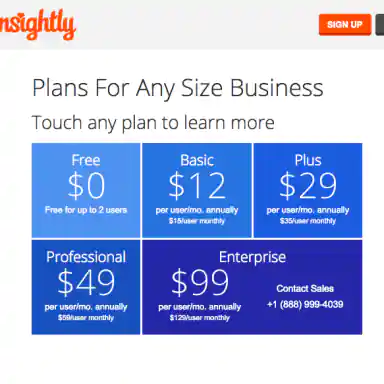 insightly
SIGN UP
Plans For Any Size Business
Touch any plan to learn more
Free
$0
Free for up to 2 users
Basic
$12
per user/mo. annually
$18/user monthly
Plus
$29
per user/mo. annually
$35/user monthly
Professional
$49
per user/mo. annually
$59/user monthly
Enterprise
$99
per user/mo. annually
$129/user monthly
Contact Sales
+1 (888) 999-4039